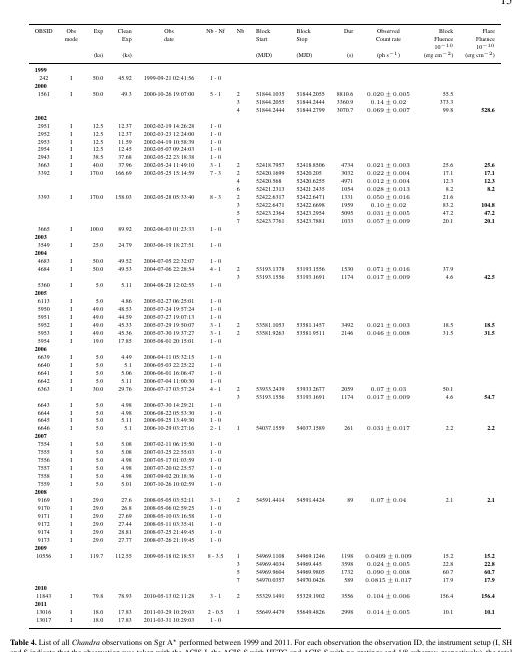 OBSID Obs Exp Clean Obs Nb - Nf Nb Block Block Dur Observed Block Flare
mode Exp date Start Stop Count rate Fluence Fluence
10⁻¹⁰ 10⁻¹⁰
(ks) (ks) (MJD) (MJD) (s) (ph s⁻¹) (erg cm⁻²) (erg cm⁻²)
1999
242 I 50.0 45.92 1999-09-21 02:41:56 1 - 0
2000
1561 I 50.0 49.3 2000-10-26 19:07:00 5 - 1 2 51844.1035 51844.2055 8810.6 0.020 ± 0.005 55.5
3 51844.2055 51844.2444 3360.9 0.14 ± 0.02 373.3
4 51844.2444 51844.2799 3070.7 0.069 ± 0.007 99.8 528.6
2002
2951 I 12.5 12.37 2002-02-19 14:26:28 1 - 0
2952 I 12.5 12.37 2002-03-23 12:24:00 1 - 0
2953 I 12.5 11.59 2002-04-19 10:58:39 1 - 0
2954 I 12.5 12.45 2002-05-07 09:24:03 1 - 0
2943 I 38.5 37.68 2002-05-22 23:18:38 1 - 0
3663 I 40.0 37.96 2002-05-24 11:49:10 3 - 1 2 52418.7957 52418.8506 4734 0.021 ± 0.003 25.6 25.6
3392 I 170.0 166.69 2002-05-25 15:14:59 7 - 3 2 52420.1699 52420.205 3032 0.022 ± 0.004 17.1 17.1
4 52420.568 52420.6255 4971 0.012 ± 0.004 12.3 12.3
6 52421.2313 52421.2435 1054 0.028 ± 0.013 8.2 8.2
3393 I 170.0 158.03 2002-05-28 05:33:40 8 - 3 2 52422.6317 52422.6471 1331 0.050 ± 0.016 21.6
3 52422.6471 52422.6698 1959 0.10 ± 0.02 83.2 104.8
5 52423.2364 52423.2954 5095 0.031 ± 0.005 47.2 47.2
7 52423.7761 52423.7881 1033 0.057 ± 0.009 20.1 20.1
3665 I 100.0 89.92 2002-06-03 01:23:33 1 - 0
2003
3549 I 25.0 24.79 2003-06-19 18:27:51 1 - 0
2004
4683 I 50.0 49.52 2004-07-05 22:32:07 1 - 0
4684 I 50.0 49.53 2004-07-06 22:28:54 4 - 1 2 53193.1378 53193.1556 1530 0.071 ± 0.016 37.9
3 53193.1556 53193.1691 1174 0.017 ± 0.009 4.6 42.5
5360 I 5.0 5.11 2004-08-28 12:02:55 1 - 0
2005
6113 I 5.0 4.86 2005-02-27 06:25:01 1 - 0
5950 I 49.0 48.53 2005-07-24 19:57:24 1 - 0
5951 I 49.0 44.59 2005-07-27 19:07:13 1 - 0
5952 I 49.0 45.33 2005-07-29 19:50:07 3 - 1 2 53581.1053 53581.1457 3492 0.021 ± 0.003 18.5 18.5
5953 I 49.0 45.36 2005-07-30 19:37:27 3 - 1 2 53581.9263 53581.9511 2146 0.046 ± 0.008 31.5 31.5
5954 I 19.0 17.85 2005-08-01 20:15:01 1 - 0
2006
6639 I 5.0 4.49 2006-04-11 05:32:15 1 - 0
6640 I 5.0 5.1 2006-05-03 22:25:22 1 - 0
6641 I 5.0 5.06 2006-06-01 16:06:47 1 - 0
6642 I 5.0 5.11 2006-07-04 11:00:30 1 - 0
6363 I 30.0 29.76 2006-07-17 03:57:24 4 - 1 2 53933.2439 53933.2677 2059 0.07 ± 0.03 50.1
3 53193.1556 53193.1691 1174 0.017 ± 0.009 4.6 54.7
6643 I 5.0 4.98 2006-07-30 14:29:21 1 - 0
6644 I 5.0 4.98 2006-08-22 05:53:30 1 - 0
6645 I 5.0 5.11 2006-09-25 13:49:30 1 - 0
6646 I 5.0 5.1 2006-10-29 03:27:16 2 - 1 1 54037.1559 54037.1589 261 0.031 ± 0.017 2.2 2.2
2007
7554 I 5.0 5.08 2007-02-11 06:15:50 1 - 0
7555 I 5.0 5.08 2007-03-25 22:55:03 1 - 0
7556 I 5.0 4.98 2007-05-17 01:03:59 1 - 0
7557 I 5.0 4.98 2007-07-20 02:25:57 1 - 0
7558 I 5.0 4.98 2007-09-02 20:18:36 1 - 0
7559 I 5.0 5.01 2007-10-26 10:02:59 1 - 0
2008
9169 I 29.0 27.6 2008-05-05 03:52:11 3 - 1 2 54591.4414 54591.4424 89 0.07 ± 0.04 2.1 2.1
9170 I 29.0 26.8 2008-05-06 02:59:25 1 - 0
9171 I 29.0 27.69 2008-05-10 03:16:58 1 - 0
9172 I 29.0 27.44 2008-05-11 03:35:41 1 - 0
9174 I 29.0 28.81 2008-07-25 21:49:45 1 - 0
9173 I 29.0 27.77 2008-07-26 21:19:45 1 - 0
2009
10556 I 119.7 112.55 2009-05-18 02:18:53 8 - 3.5 1 54969.1108 54969.1246 1198 0.0409 ± 0.009 15.2 15.2
3 54969.4034 54969.445 3598 0.024 ± 0.005 22.8 22.8
5 54969.9604 54969.9805 1732 0.090 ± 0.008 60.7 60.7
7 54970.0357 54970.0426 589 0.0815 ± 0.017 17.9 17.9
2010
11843 I 79.8 78.93 2010-05-13 02:11:28 3 - 1 2 55329.1491 55329.1902 3556 0.104 ± 0.006 156.4 156.4
2011
13016 I 18.0 17.83 2011-03-29 10:29:03 2 - 0.5 1 55649.4479 55649.4826 2998 0.014 ± 0.005 10.1 10.1
13017 I 18.0 17.83 2011-03-31 10:29:03 1 - 0
Table 4. List of all Chandra observations on Sgr A* performed between 1999 and 2011. For each observation the observation ID, the instrument setup (I, SH